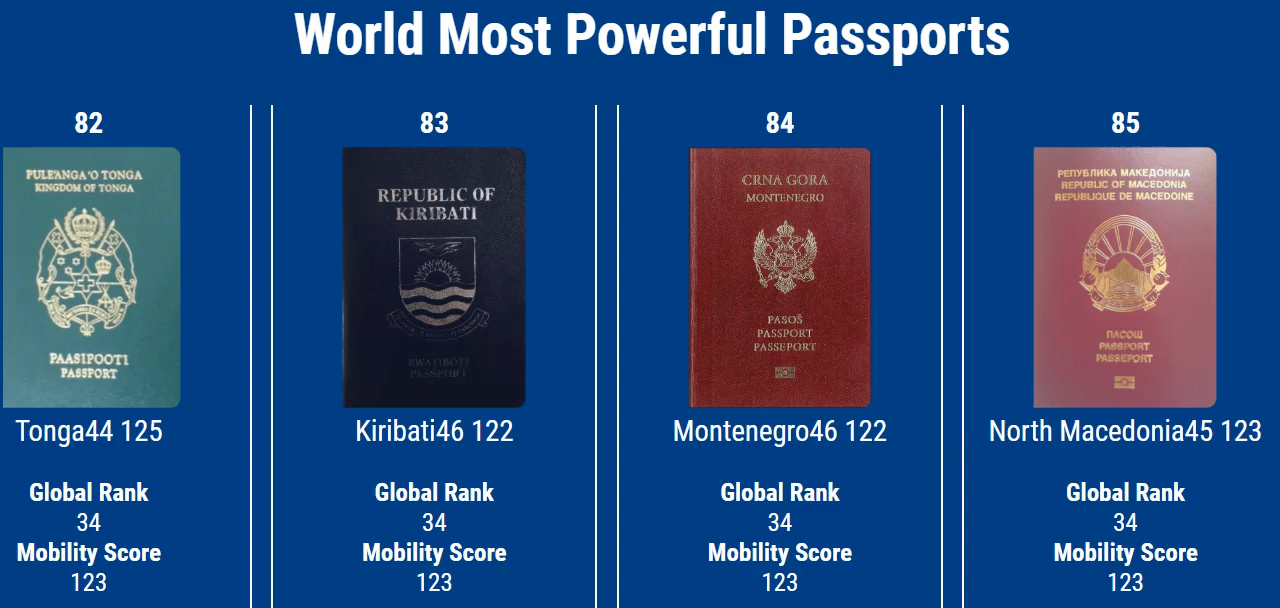 World Most Powerful Passports
82
PULE'ANGA 'O TONGA
KINGDOM OF TONGA
PAASIPOOTI
PASSPORT
Tonga44 125
Global Rank
34
Mobility Score
123
83
REPUBLIC OF
KIRIBATI
PASSPORT
Kiribati46 122
Global Rank
34
Mobility Score
123
84
CRNA GORA
MONTENEGRO
PASOŠ
PASSPORT
PASSEPORT
Montenegro46 122
Global Rank
34
Mobility Score
123
85
РЕПУБЛИКА МАКЕДОНИЈА
REPUBLIC OF MACEDONIA
REPUBLIQUE DE MACEDOINE
ПАСОШ
PASSPORT
PASSEPORT
North Macedonia45 123
Global Rank
34
Mobility Score
123